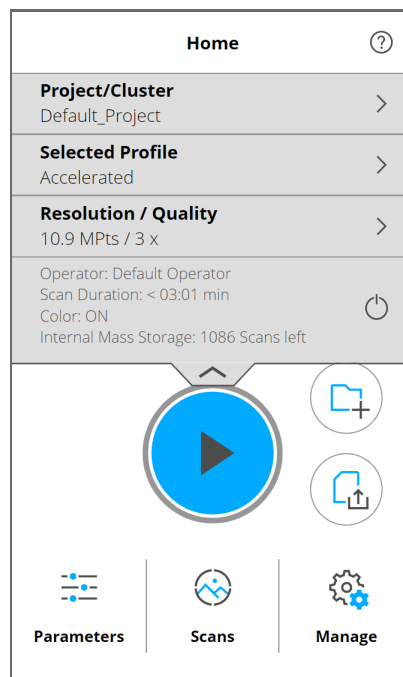 Home
Project/Cluster
Default_Project
Selected Profile
Accelerated
Resolution / Quality
10.9 MPts / 3 x
Operator: Default Operator
Scan Duration: < 03:01 min
Color: ON
Internal Mass Storage: 1086 Scans left
Parameters
Scans
Manage